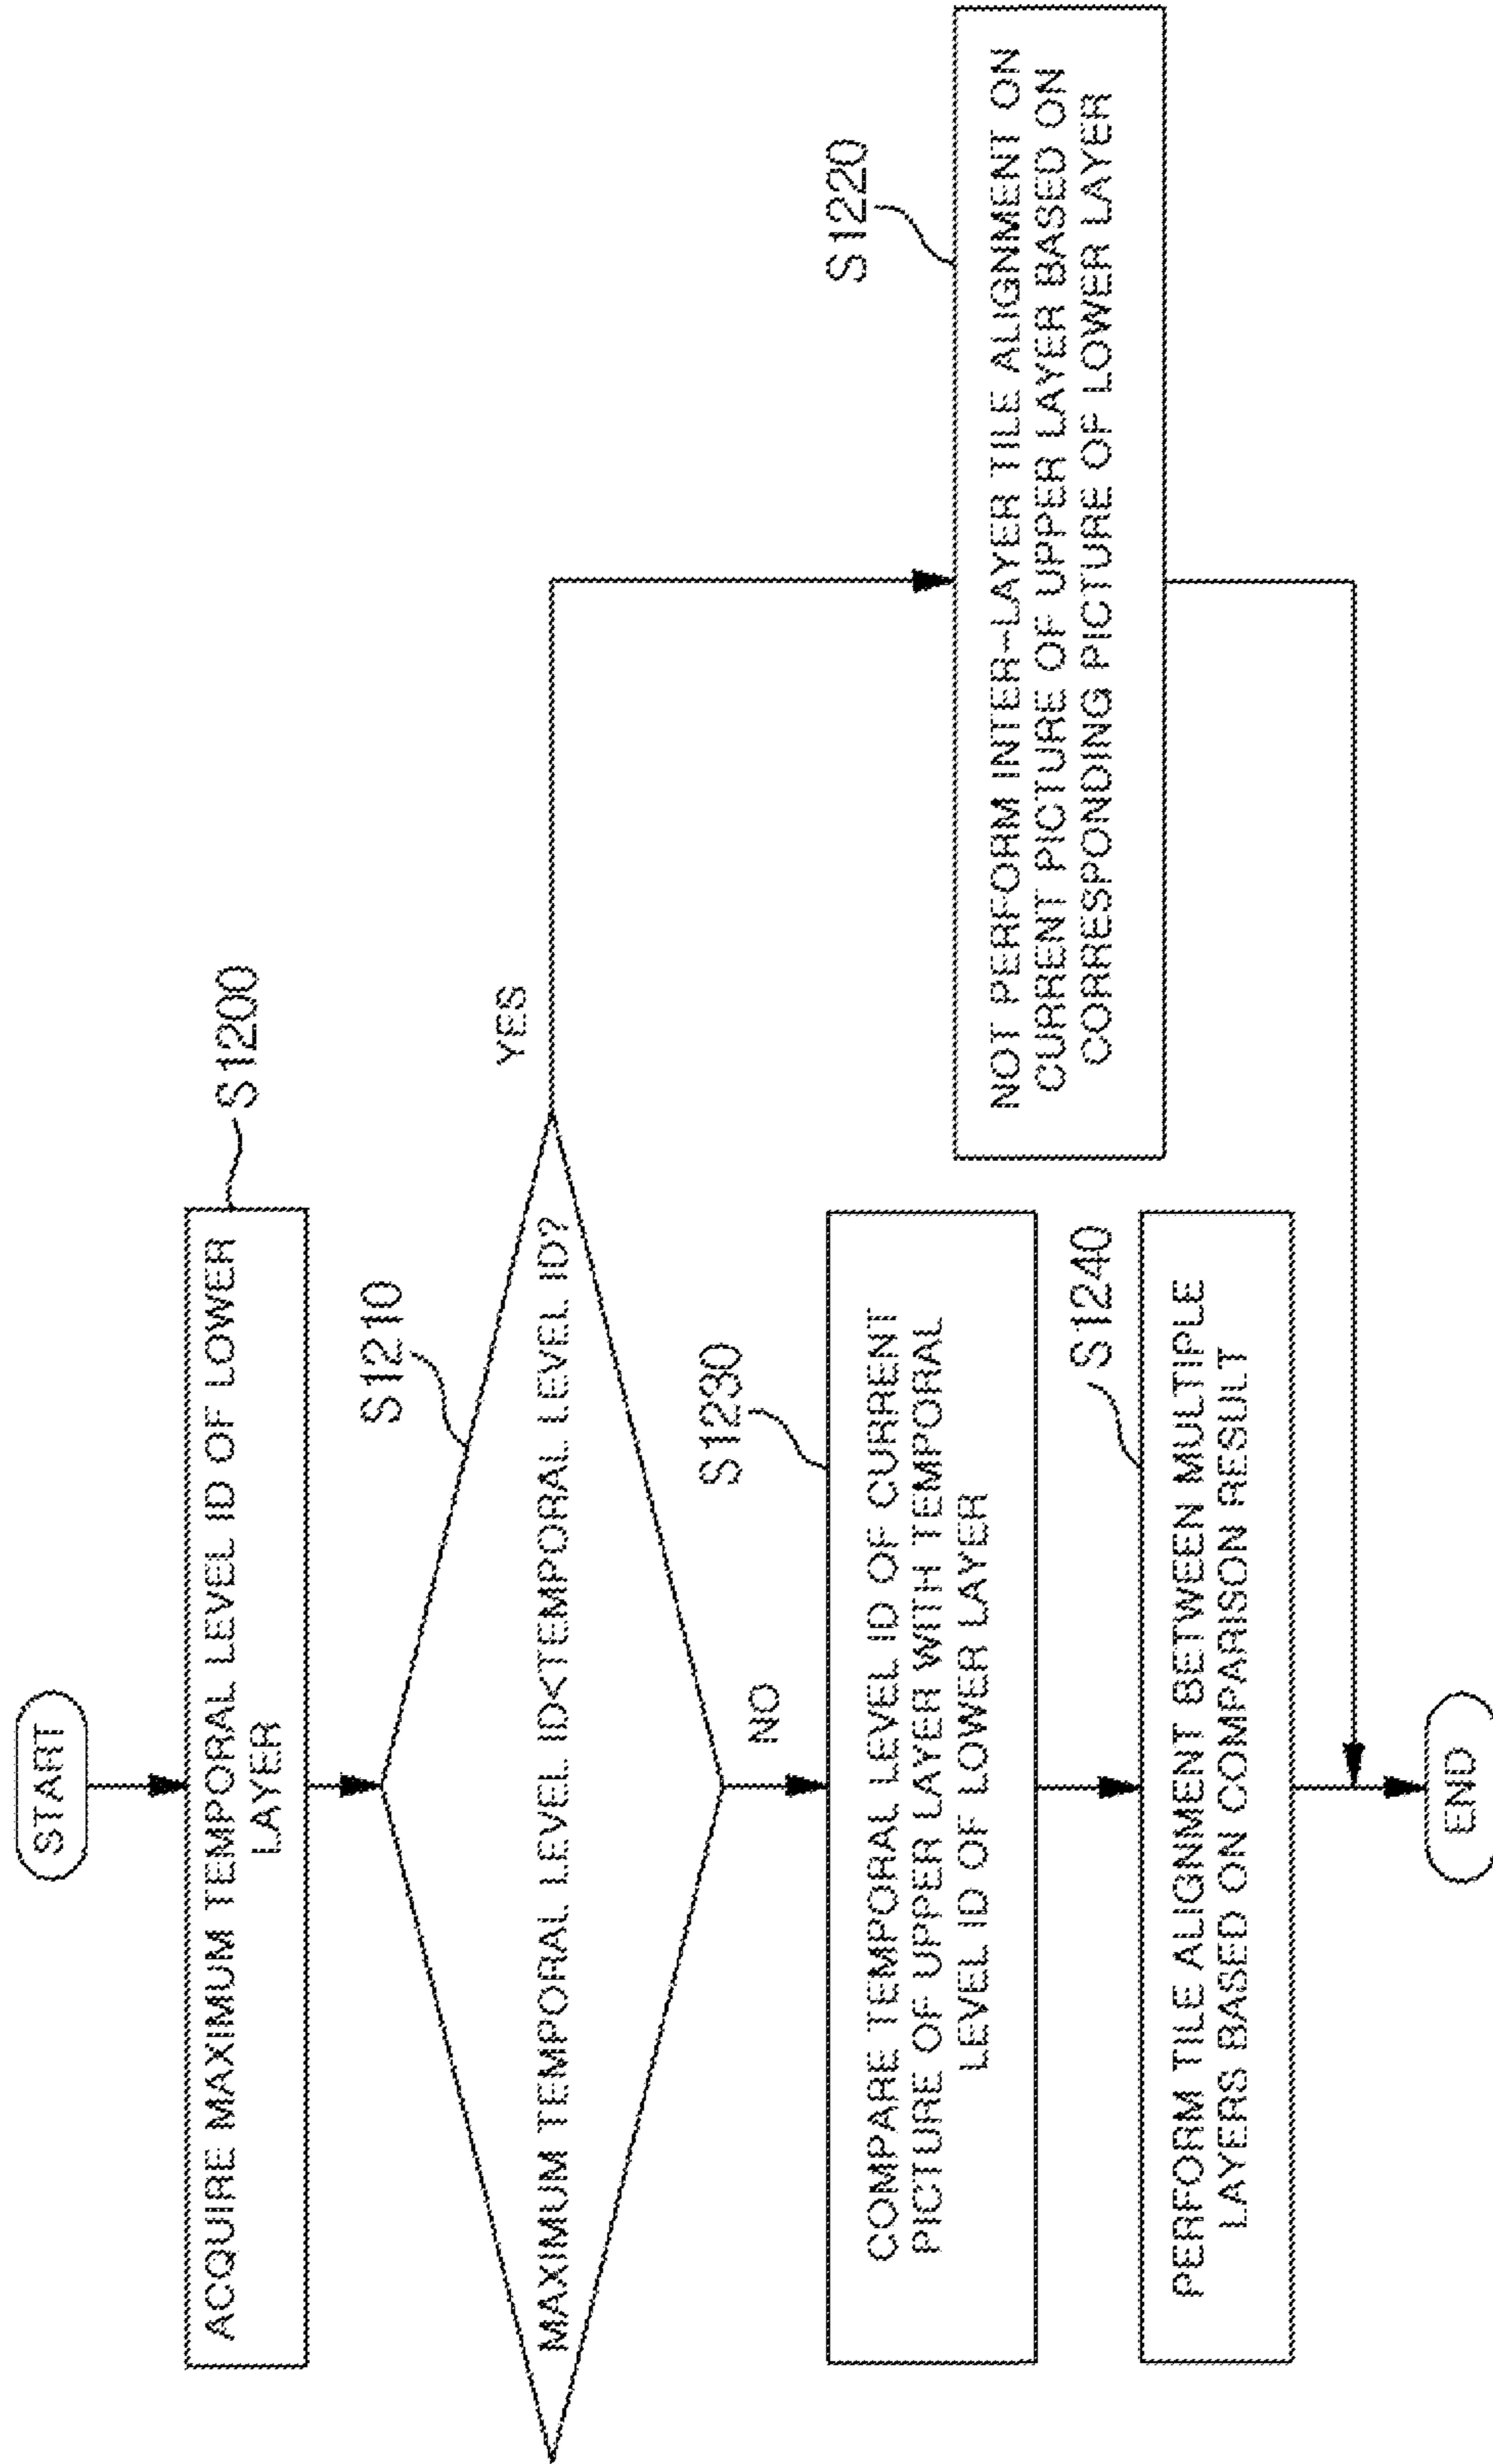 START
ACQUIRE MAXIMUM TEMPORAL LEVEL ID OF LOWER
LAYER
S1200
S1210
MAXIMUM TEMPORAL LEVEL ID<TEMPORAL LEVEL ID?
YES
NO
S1220
NOT PERFORM INTER-LAYER TILE ALIGNMENT ON
CURRENT PICTURE OF UPPER LAYER BASED ON
CORRESPONDING PICTURE OF LOWER LAYER
S1230
COMPARE TEMPORAL LEVEL ID OF CURRENT
PICTURE OF UPPER LAYER WITH TEMPORAL
LEVEL ID OF LOWER LAYER
S1240
PERFORM TILE ALIGNMENT BETWEEN MULTIPLE
LAYERS BASED ON COMPARISON RESULT
END